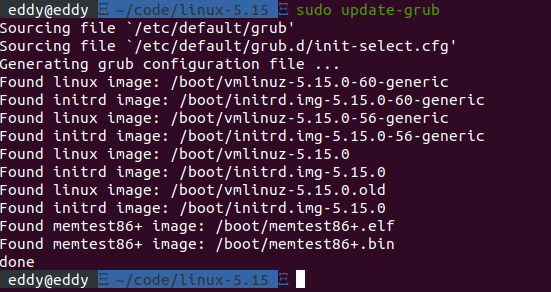 eddy@eddy ~/code/linux-5.15 sudo update-grub
Sourcing file `/etc/default/grub'
Sourcing file `/etc/default/grub.d/init-select.cfg'
Generating grub configuration file ...
Found linux image: /boot/vmlinuz-5.15.0-60-generic
Found initrd image: /boot/initrd.img-5.15.0-60-generic
Found linux image: /boot/vmlinuz-5.15.0-56-generic
Found initrd image: /boot/initrd.img-5.15.0-56-generic
Found linux image: /boot/vmlinuz-5.15.0
Found initrd image: /boot/initrd.img-5.15.0
Found linux image: /boot/vmlinuz-5.15.0.old
Found initrd image: /boot/initrd.img-5.15.0
Found memtest86+ image: /boot/memtest86+.elf
Found memtest86+ image: /boot/memtest86+.bin
done
eddy@eddy ~/code/linux-5.15